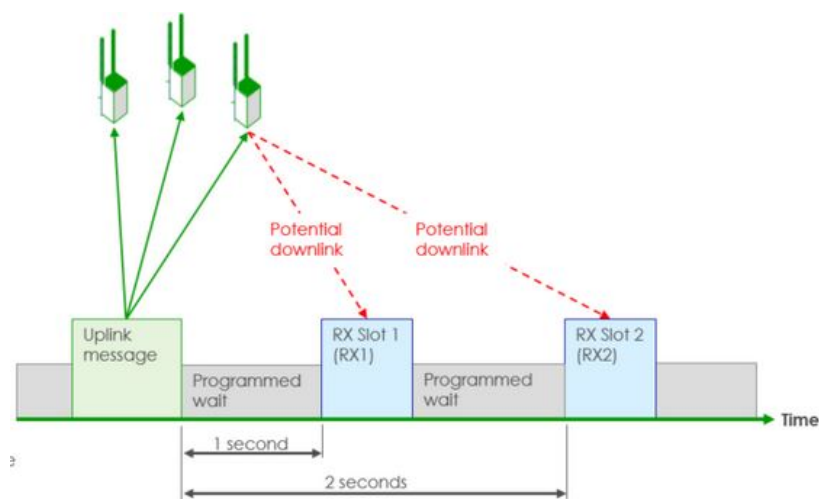 Potential
downlink
Potential
downlink
Uplink
message
Programmed
wait
RX Slot 1
(RX1)
Programmed
wait
RX Slot 2
(RX2)
Time
1 second
2 seconds
e